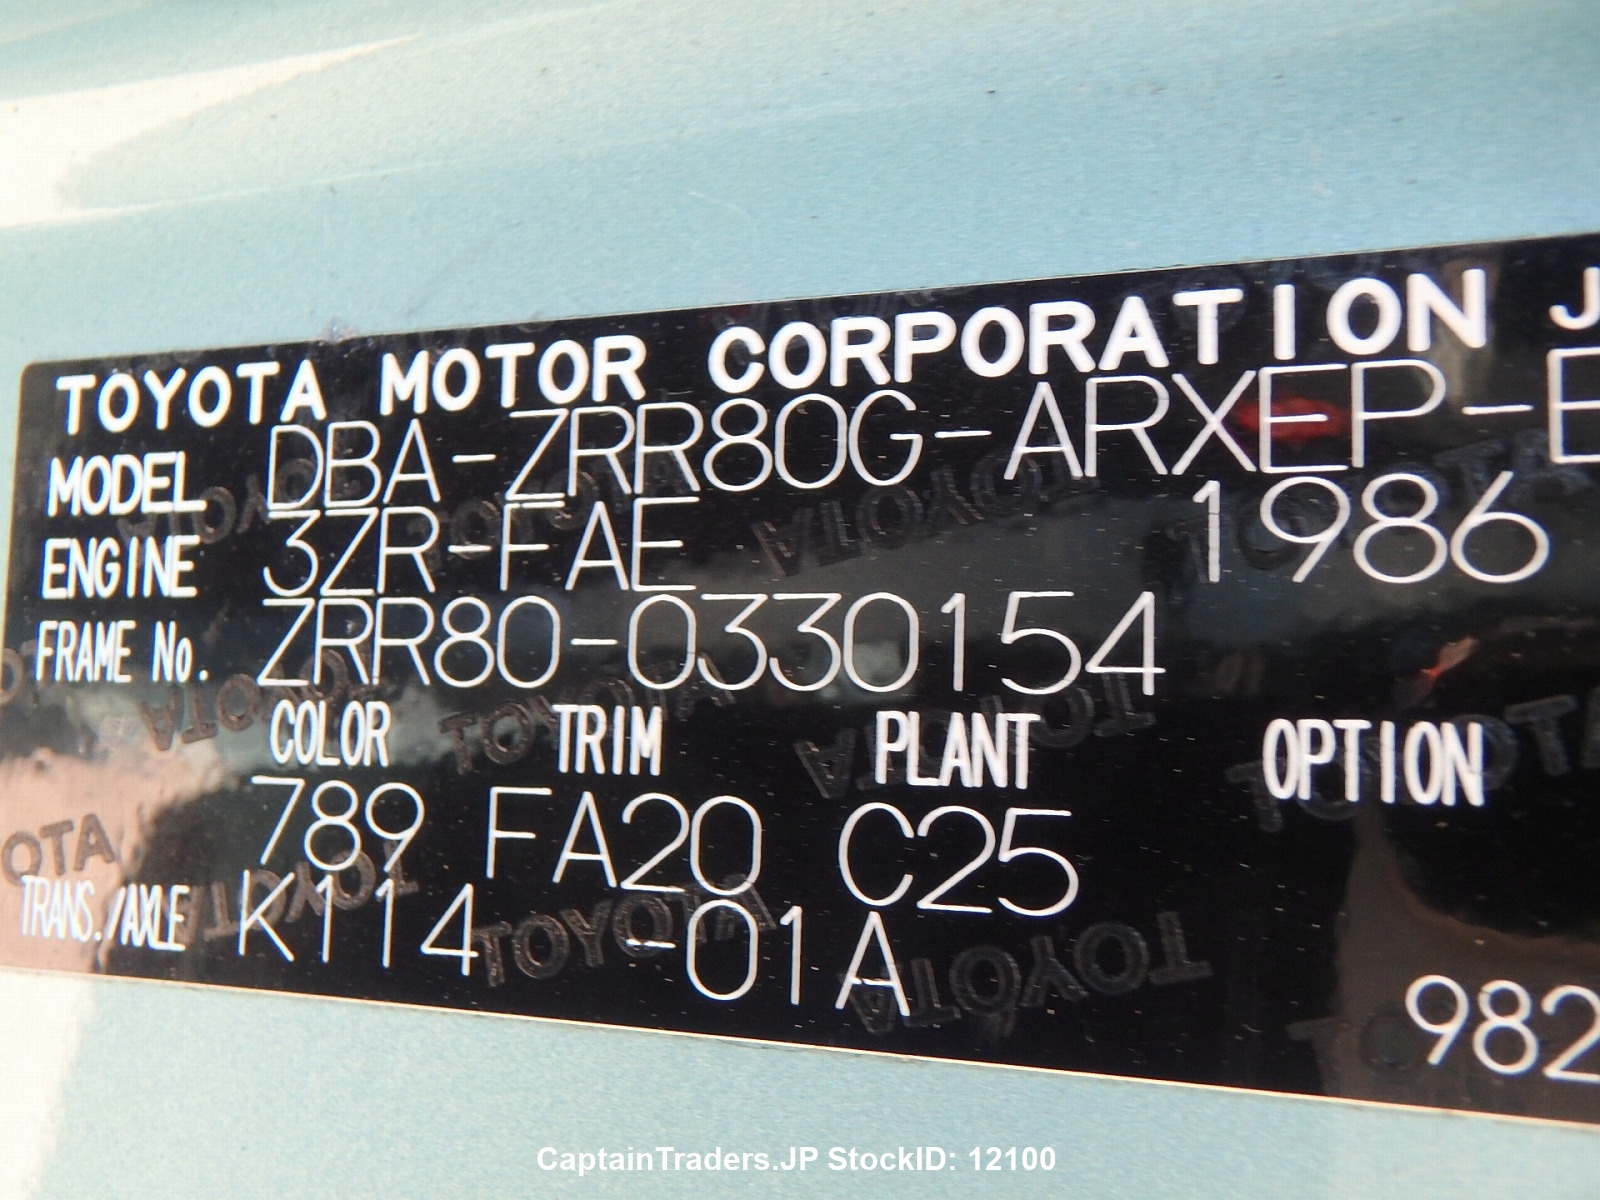 TOYOTA MOTOR CORPORATION J
MODEL DBA-ZRR80G-ARXEP-E
ENGINE 3ZR-FAE 1986
FRAME No. ZRR80-0330154
COLOR TRIM PLANT OPTION
789 FA20 C25
TRANS./AXLE K114 -01A
982
CaptainTraders.JP StockID: 12100